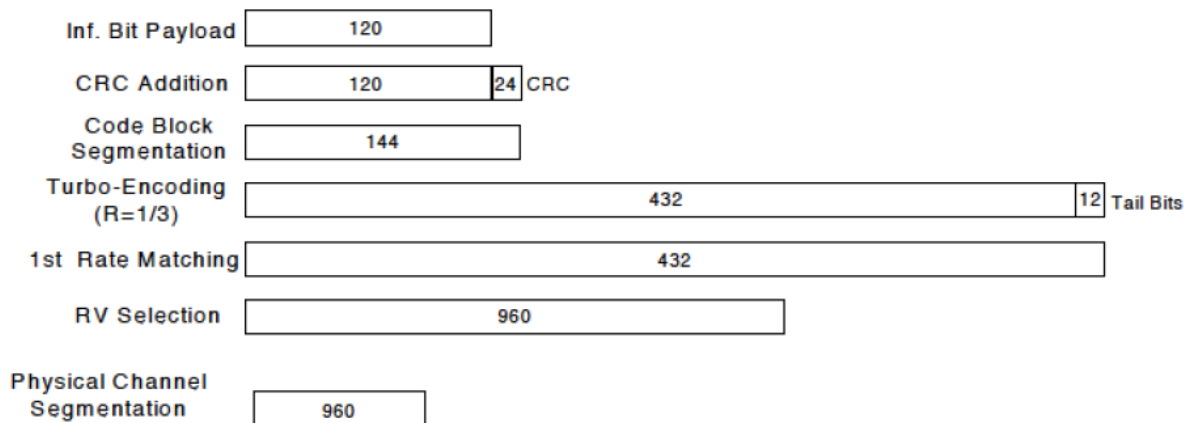 Inf. Bit Payload 120
CRC Addition 120 24 CRC
Code Block
Segmentation 144
Turbo-Encoding
(R=1/3) 432 12 Tail Bits
1st Rate Matching 432
RV Selection 960
Physical Channel
Segmentation 960